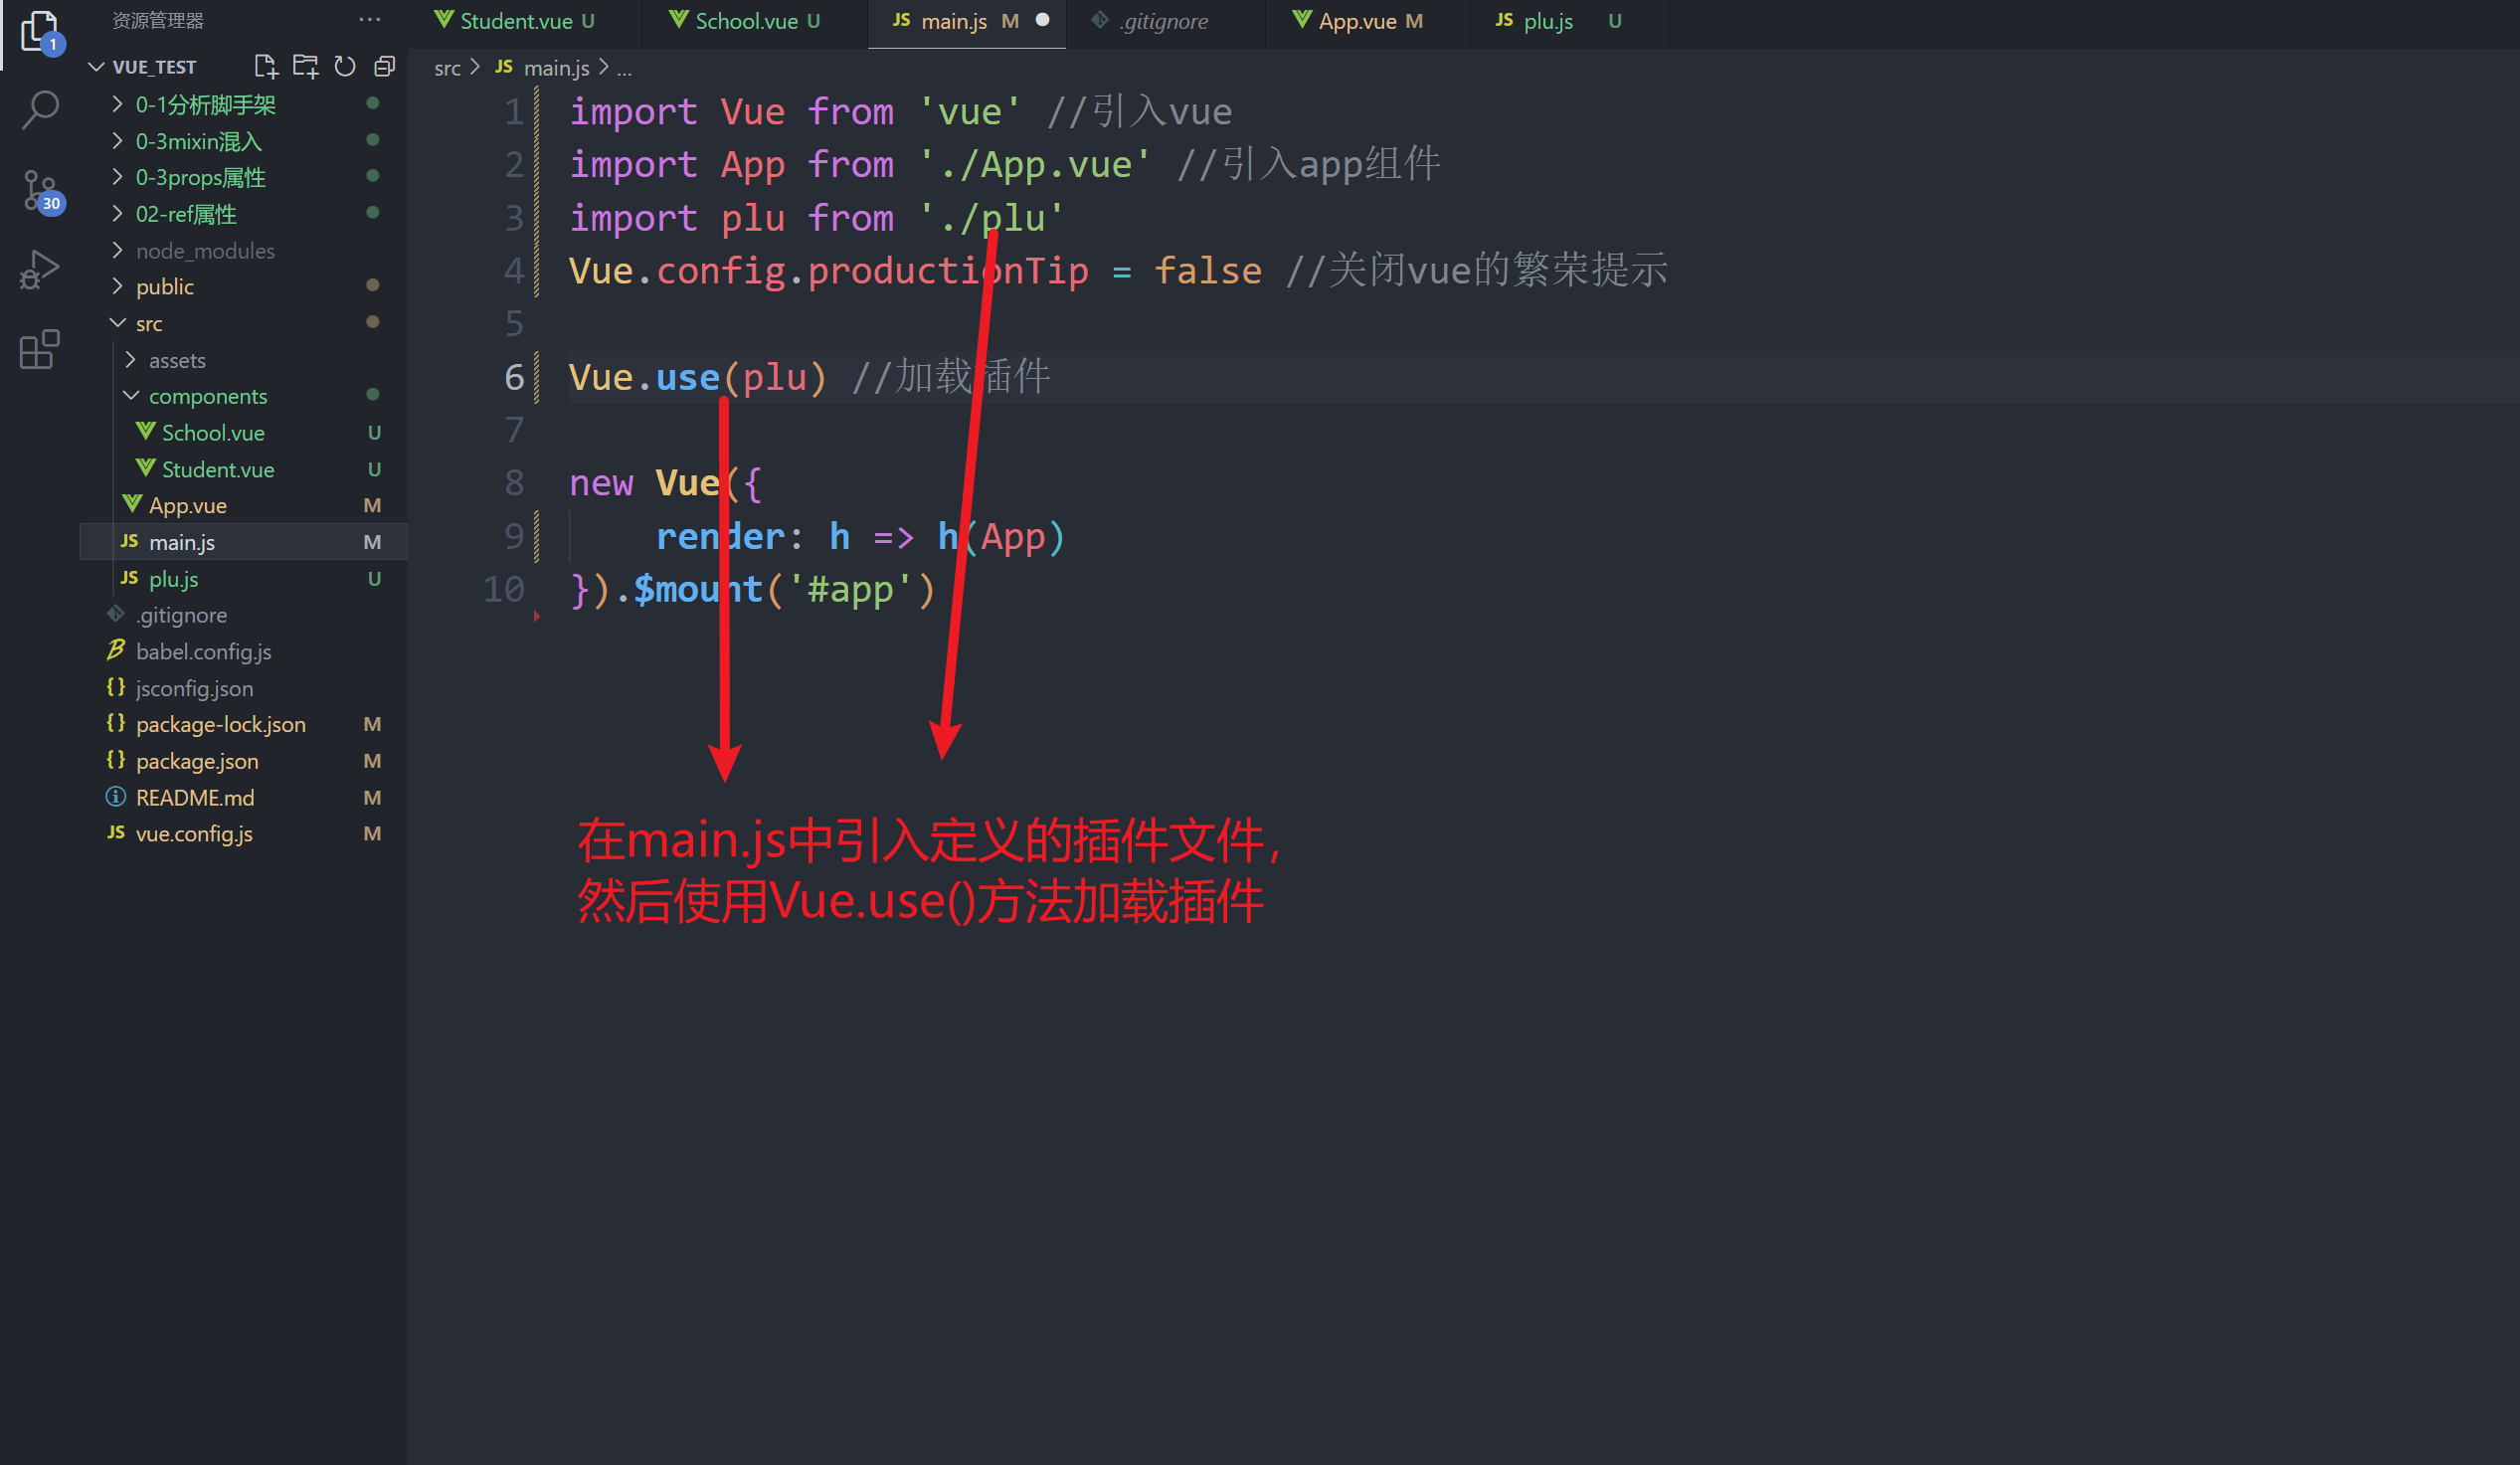 资源管理器
Student.vue U
School.vue U
JS main.js M
.gitignore
App.vue M
JS plu.js U
1
VUE_TEST
src > JS main.js > ...
0-1分析脚手架
0-3mixin混入
0-3props属性
02-ref属性
30
node_modules
public
src
assets
components
School.vue U
Student.vue U
App.vue M
JS main.js M
JS plu.js U
.gitignore
babel.config.js
{} jsconfig.json
{} package-lock.json M
{} package.json M
README.md M
JS vue.config.js M
1 import Vue from 'vue' //引入vue
2 import App from './App.vue' //引入app组件
3 import plu from './plu'
4 Vue.config.productionTip = false //关闭vue的繁荣提示
5
6 Vue.use(plu) //加载插件
7
8 new Vue({
9 render: h => h(App)
10 }).$mount('#app')
在main.js中引入定义的插件文件，
然后使用Vue.use()方法加载插件